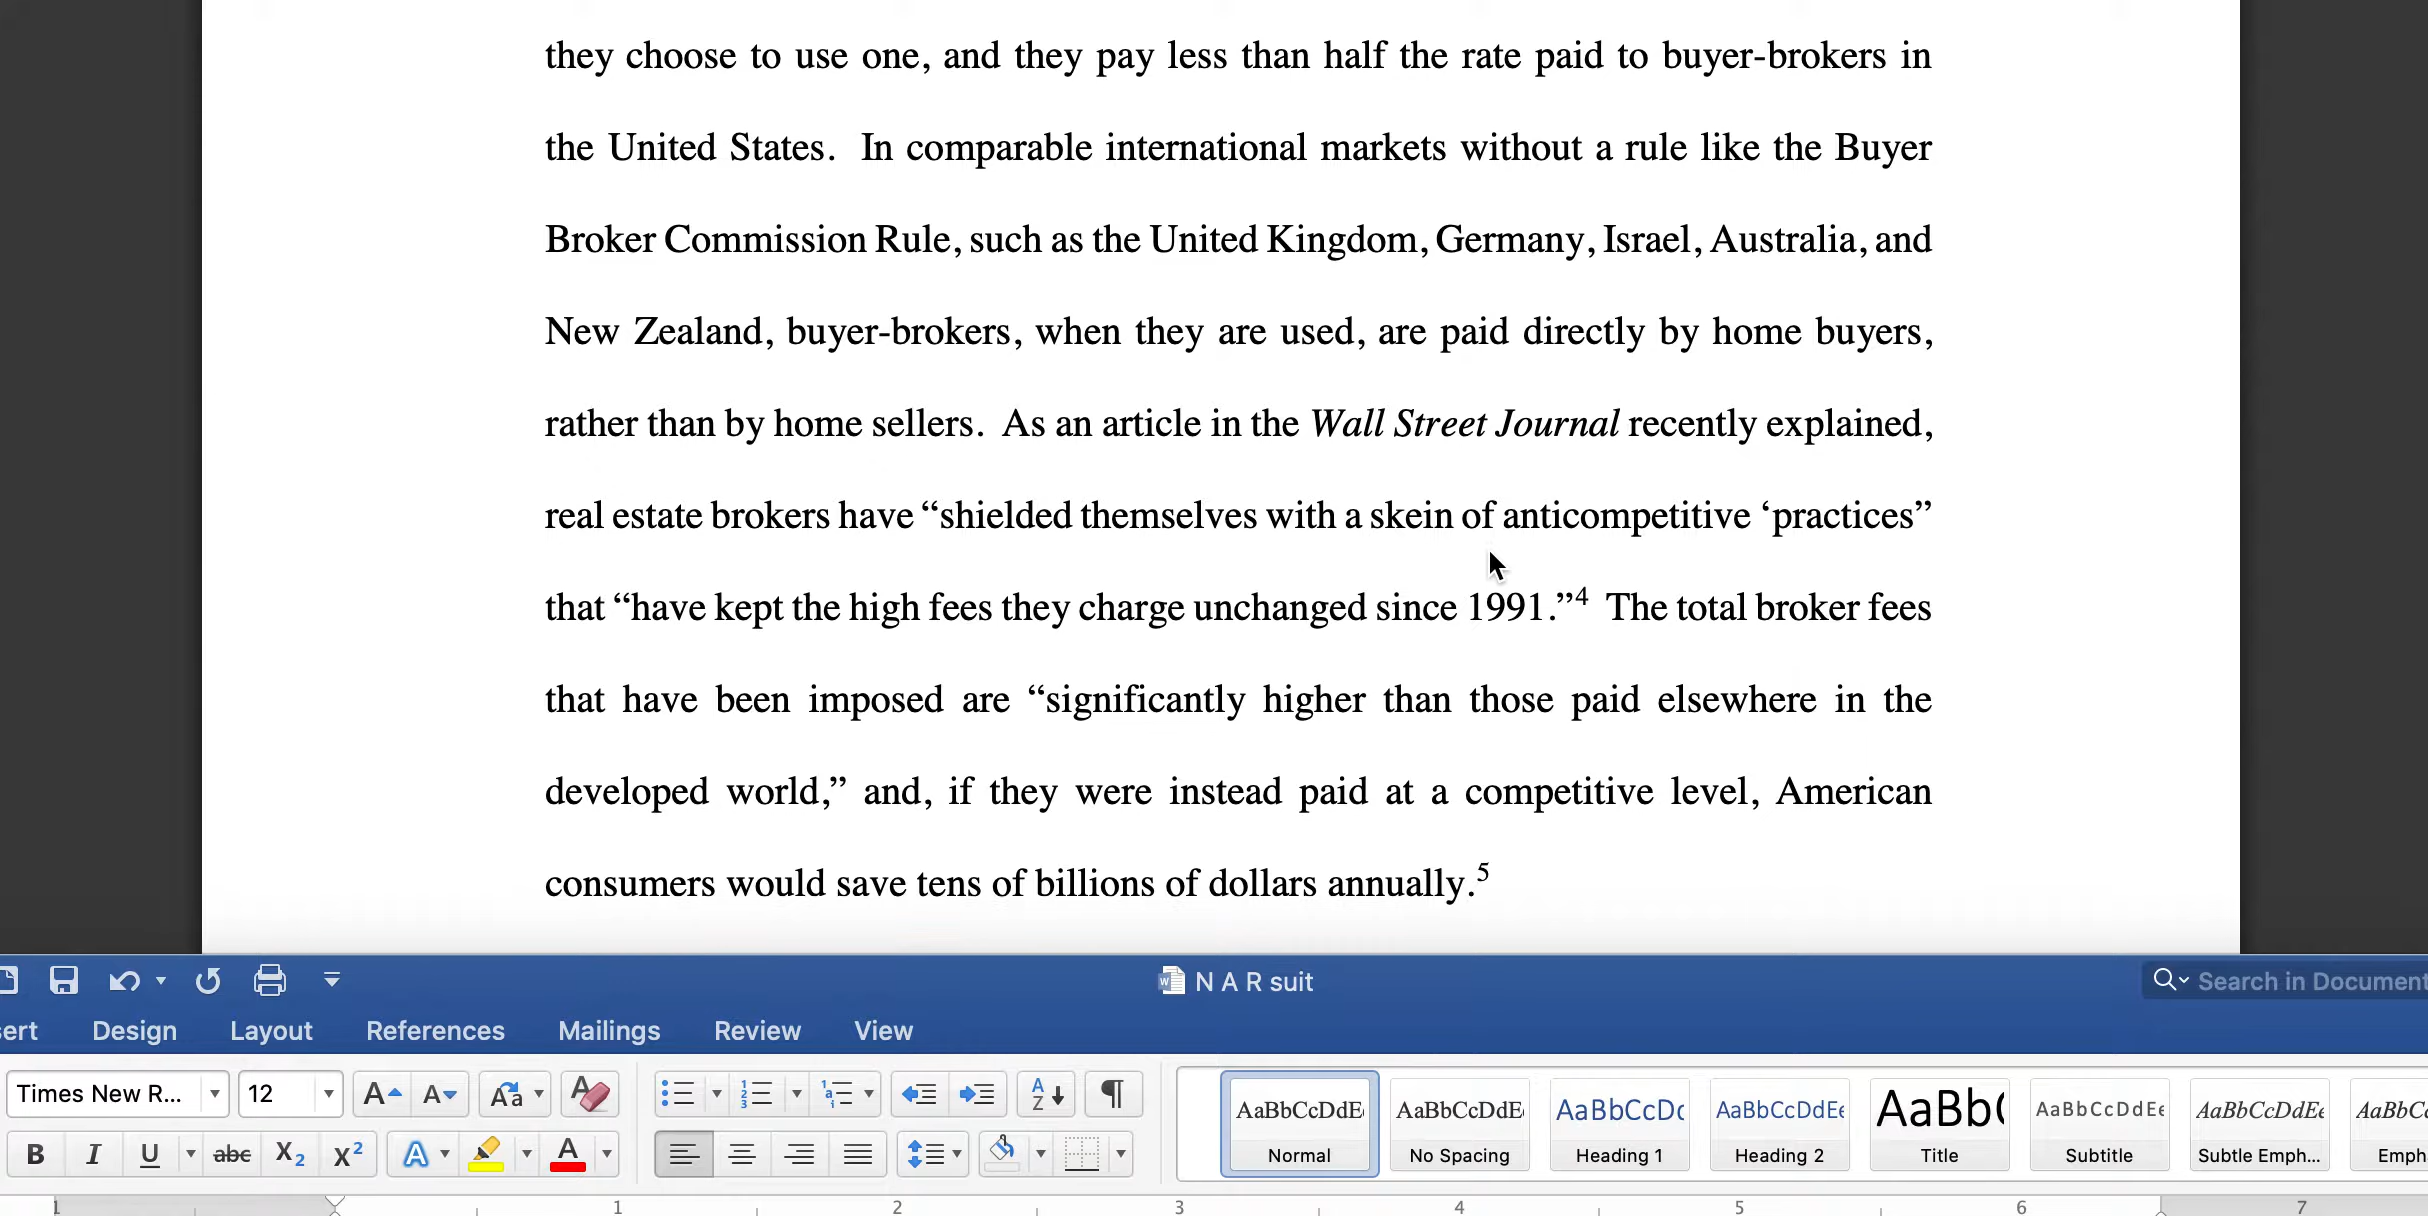 they choose to use one, and they pay less than half the rate paid to buyer-brokers in
the United States.  In comparable international markets without a rule like the Buyer
Broker Commission Rule, such as the United Kingdom, Germany, Israel, Australia, and
New Zealand, buyer-brokers, when they are used, are paid directly by home buyers,
rather than by home sellers.  As an article in the Wall Street Journal recently explained,
real estate brokers have “shielded themselves with a skein of anticompetitive ‘practices”
that “have kept the high fees they charge unchanged since 1991.”4  The total broker fees
that have been imposed are “significantly higher than those paid elsewhere in the
developed world,” and, if they were instead paid at a competitive level, American
consumers would save tens of billions of dollars annually.5
N A R suit
Search in Document
sert Design Layout References Mailings Review View
Times New R... 12
AaBbCcDdE AaBbCcDdE AaBbCcDc AaBbCcDdEe AaBb( AaBbCcDdEe AaBbCcDdEe AaBbC
B I U abc X2 X2 A A
Normal No Spacing Heading 1 Heading 2 Title Subtitle Subtle Emph... Emph
1 1 2 3 4 5 6 7